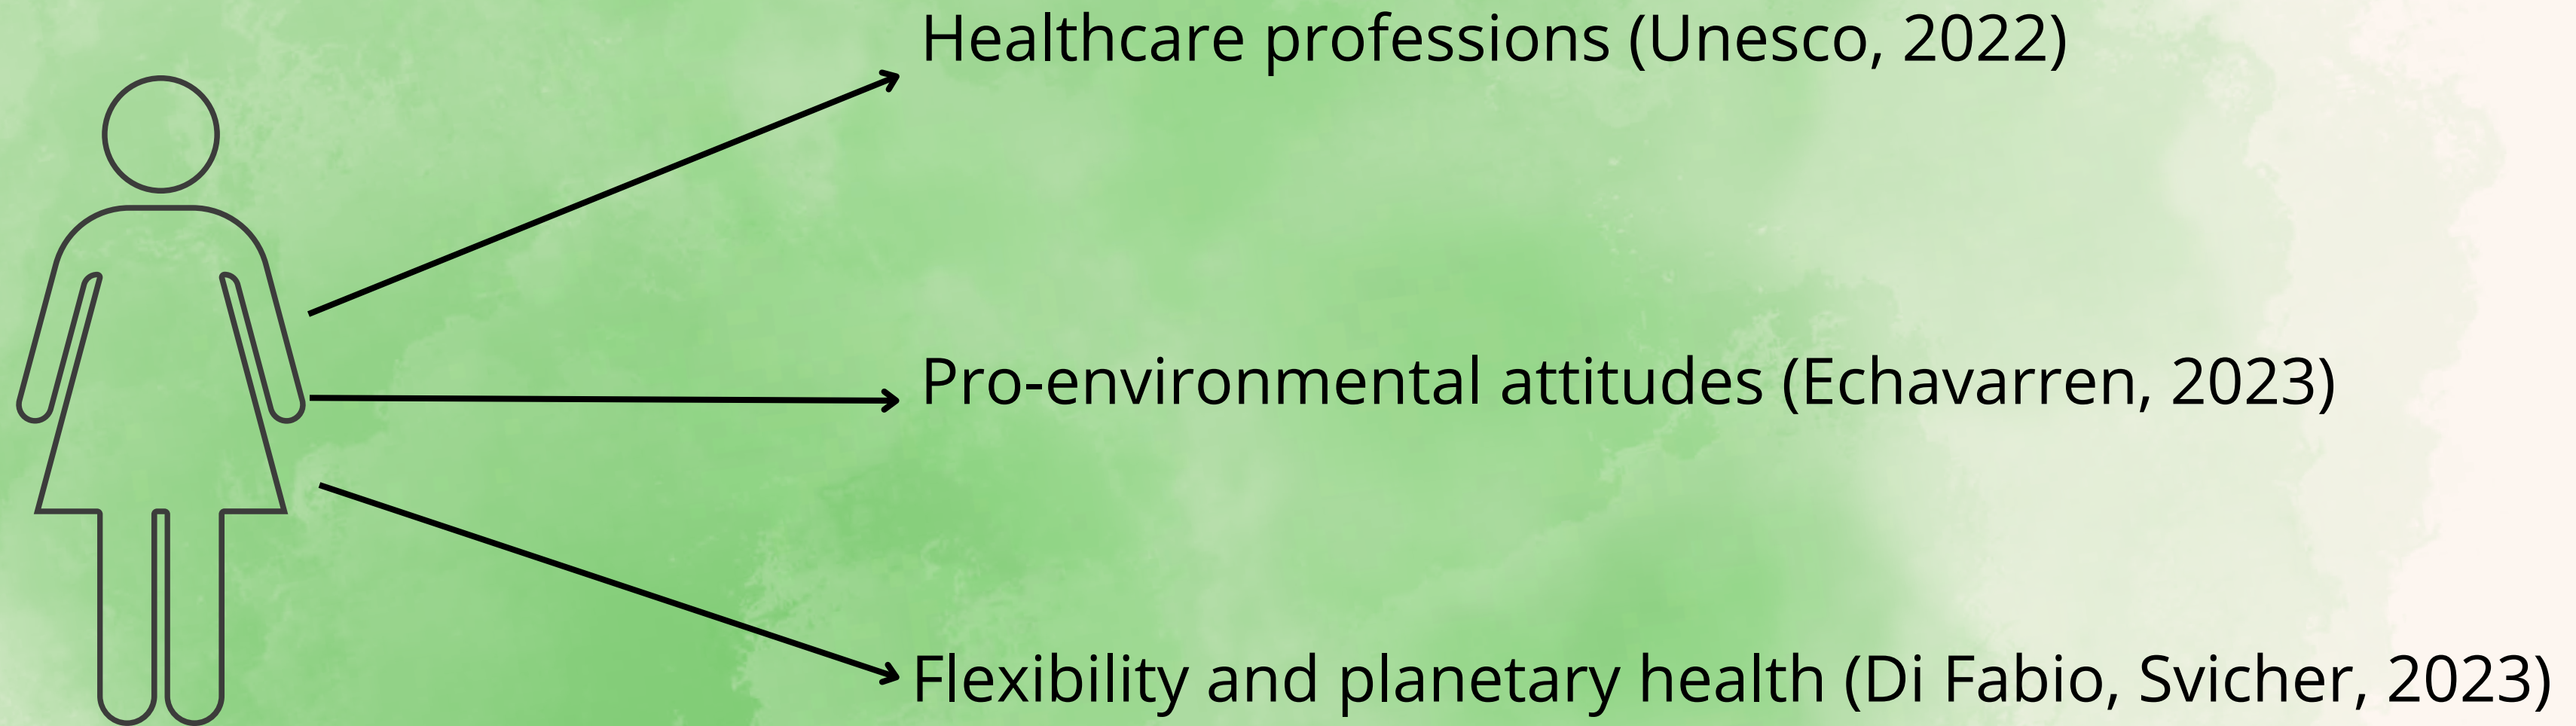 Healthcare professions (Unesco, 2022)
Pro-environmental attitudes (Echavarren, 2023)
Flexibility and planetary health (Di Fabio, Svicher, 2023)